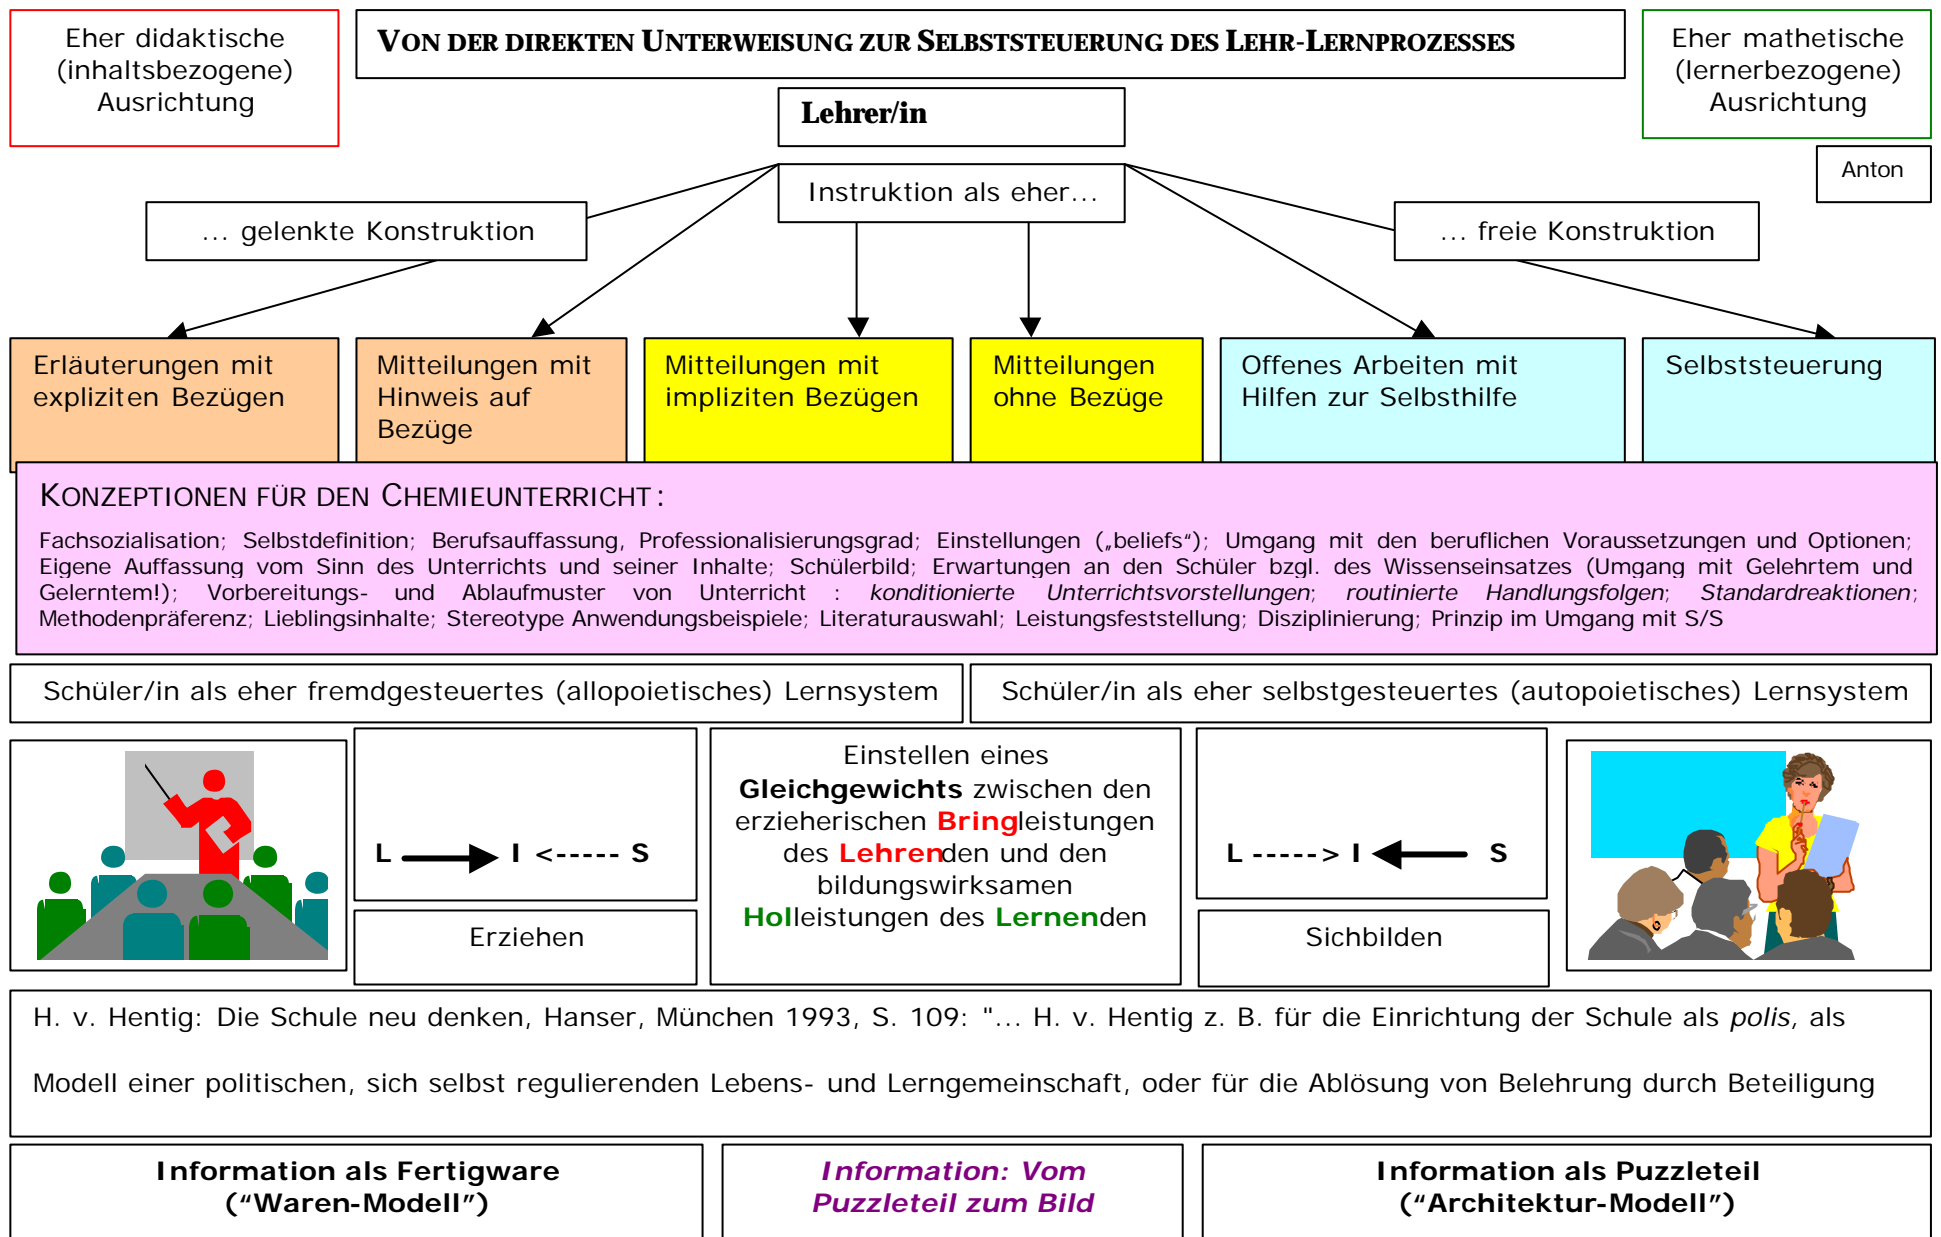 Eher didaktische
(inhaltsbezogene)
Ausrichtung
VON DER DIREKTEN UNTERWEISUNG ZUR SELBSTSTEUERUNG DES LEHR-LERNPROZESSES
Eher mathetische
(lernerbezogene)
Ausrichtung
Lehrer/in
Anton
Instruktion als eher...
... gelenkte Konstruktion
... freie Konstruktion
Erläuterungen mit
expliziten Bezügen
Mitteilungen mit
Hinweis auf
Bezüge
Mitteilungen mit
impliziten Bezügen
Mitteilungen
ohne Bezüge
Offenes Arbeiten mit
Hilfen zur Selbsthilfe
Selbststeuerung
KONZEPTIONEN FÜR DEN CHEMIEUNTERRICHT:
Fachsozialisation; Selbstdefinition; Berufsauffassung, Professionalisierungsgrad; Einstellungen („beliefs“); Umgang mit den beruflichen Voraussetzungen und Optionen;
Eigene Auffassung vom Sinn des Unterrichts und seiner Inhalte; Schülerbild; Erwartungen an den Schüler bzgl. des Wissenseinsatzes (Umgang mit Gelehrtem und
Gelerntem!); Vorbereitungs- und Ablaufmuster von Unterricht : konditionierte Unterrichtsvorstellungen; routinierte Handlungsfolgen; Standardreaktionen;
Methodenpräferenz; Lieblingsinhalte; Stereotype Anwendungsbeispiele; Literaturauswahl; Leistungsfeststellung; Disziplinierung; Prinzip im Umgang mit S/S
Schüler/in als eher fremdgesteuertes (allopoietisches) Lernsystem
Schüler/in als eher selbstgesteuertes (autopoietisches) Lernsystem
L I <----- S
Erziehen
Einstellen eines
Gleichgewichts zwischen den
erzieherischen Bringleistungen
des Lehrenden und den
bildungswirksamen
Holleistungen des Lernenden
L -----> I S
Sichbilden
H. v. Hentig: Die Schule neu denken, Hanser, München 1993, S. 109: "... H. v. Hentig z. B. für die Einrichtung der Schule als polis, als
Modell einer politischen, sich selbst regulierenden Lebens- und Lerngemeinschaft, oder für die Ablösung von Belehrung durch Beteiligung
Information als Fertigware
(“Waren-Modell”)
Information: Vom
Puzzleteil zum Bild
Information als Puzzleteil
(“Architektur-Modell”)